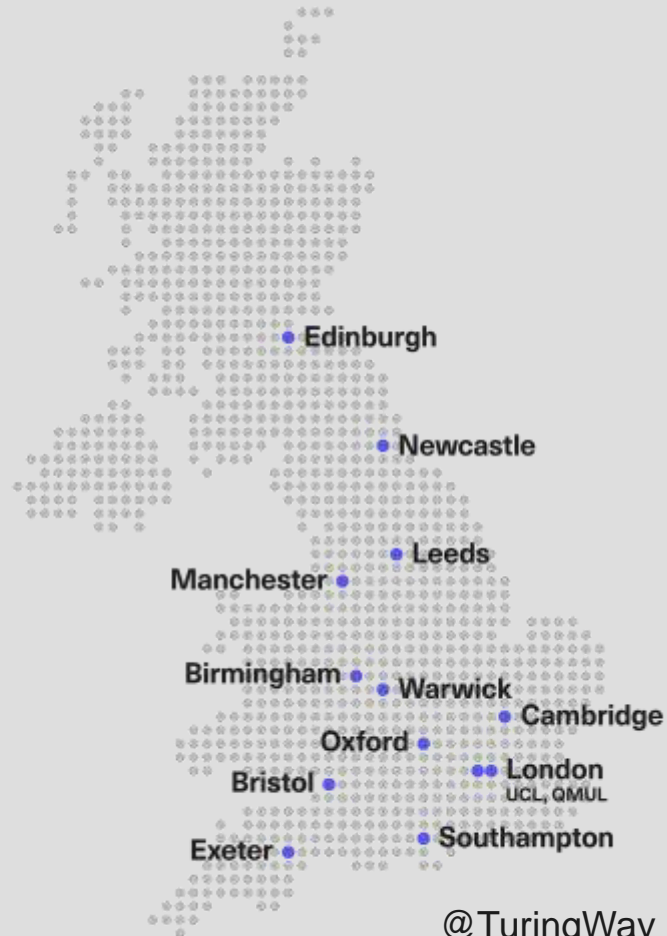 Edinburgh
Newcastle
Leeds
Manchester
Birmingham
Warwick
Cambridge
Oxford
London
UCL, QMUL
Bristol
Southampton
Exeter
@TuringWay